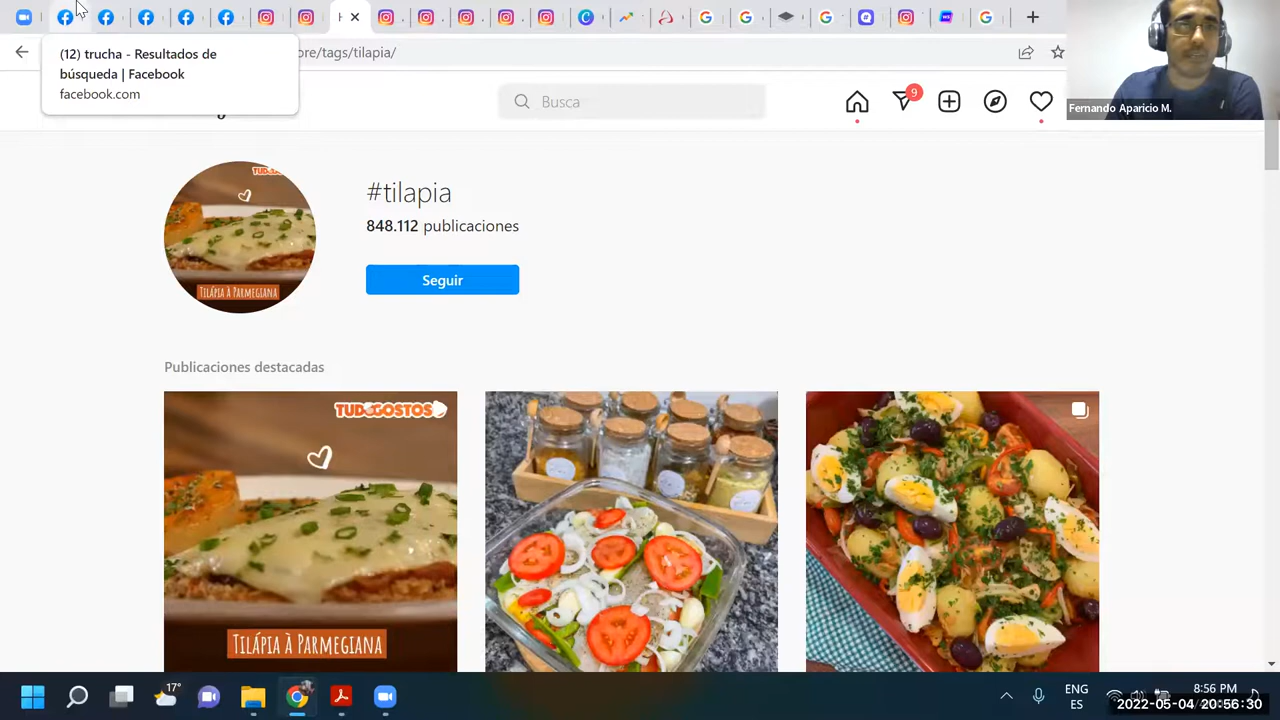 (12) trucha - Resultados de
búsqueda | Facebook
facebook.com
ore/tags/tilapia/
Busca
9
Fernando Aparicio M.
#tilapia
848.112 publicaciones
Seguir
TILÁPIA À PARMEGIANA
Publicaciones destacadas
TUDOGOSTOS
TILÁPIA À PARMEGIANA
17°
ENG
ES
8:56 PM
2022-05-04 20:56:30